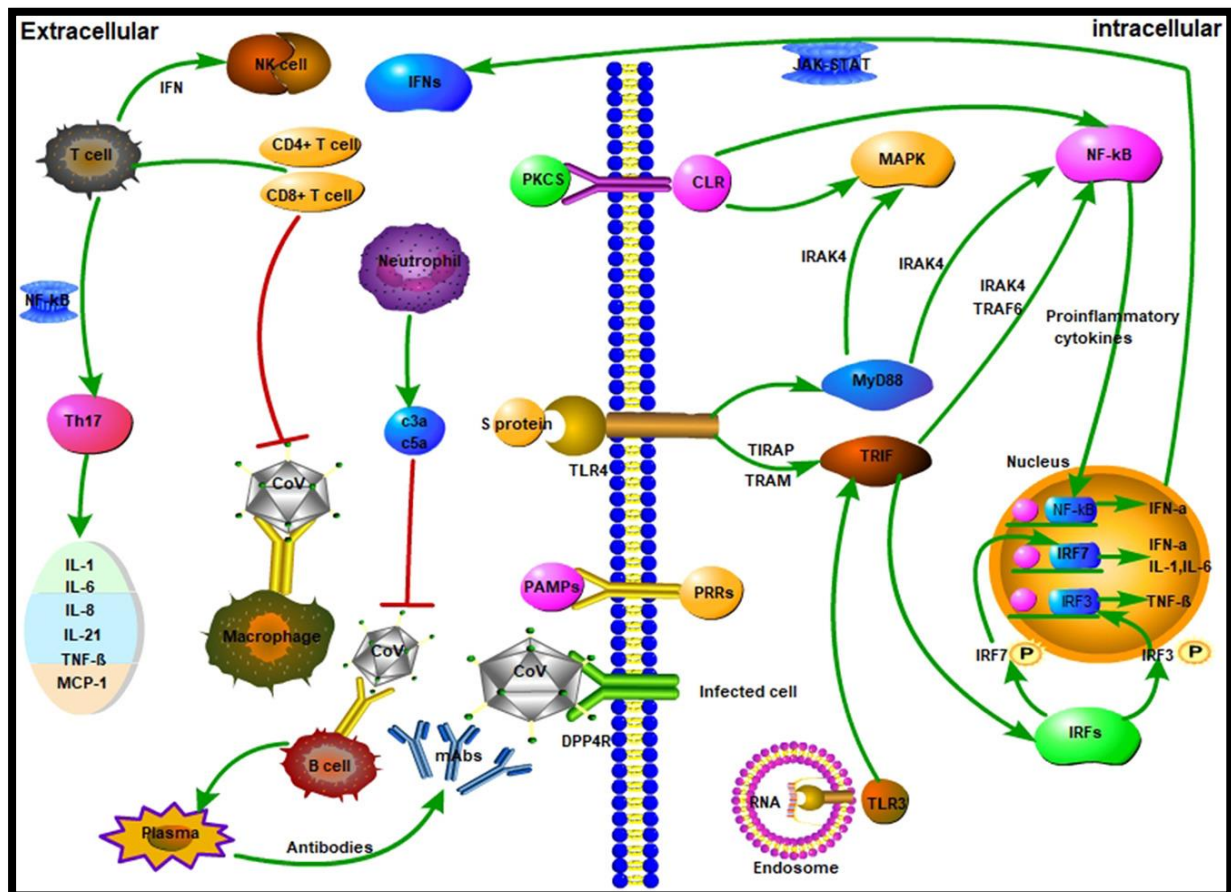 Extracellular
intracellular
NK cell
IFN
IFNs
JAK-STAT
T cell
CD4+ T cell
CD8+ T cell
PKCS
CLR
MAPK
NF-kB
Neutrophil
NF-kB
IRAK4
IRAK4
IRAK4
TRAF6
Proinflammatory
cytokines
MyD88
Th17
c3a
c5a
S protein
TLR4
TIRAP
TRAM
TRIF
CoV
Nucleus
NF-kB
IFN-a
IRF7
IFN-a
IL-1,IL-6
IRF3
TNF-ß
IL-1
IL-6
IL-8
IL-21
TNF-ß
MCP-1
PAMPs
PRRs
Macrophage
CoV
CoV
IRF7
P
IRF3
P
Infected cell
DPP4R
IRFs
mAbs
B cell
RNA
TLR3
Plasma
Antibodies
Endosome